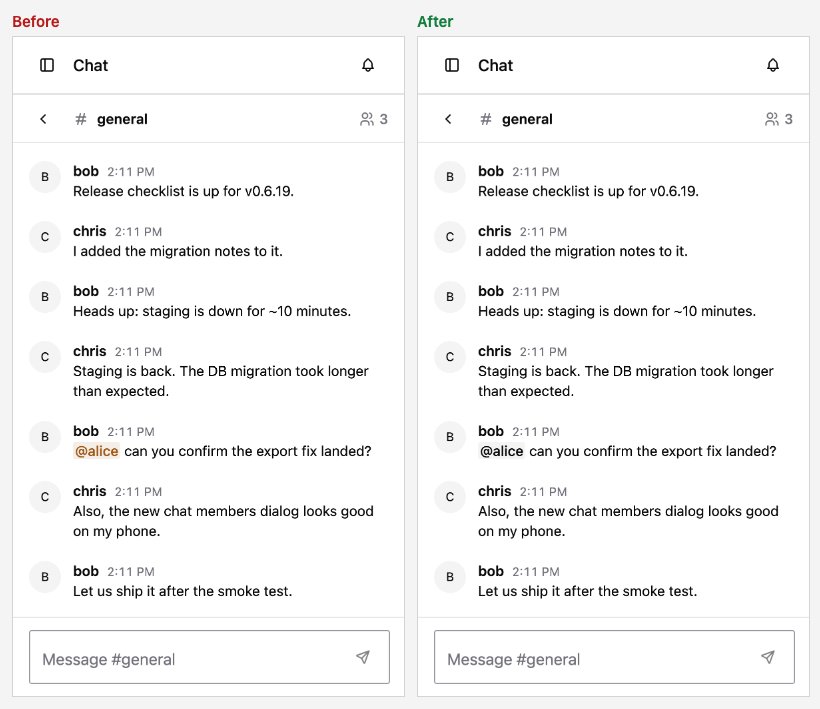 Before
Chat
# general
3
B
bob 2:11 PM
Release checklist is up for v0.6.19.
C
chris 2:11 PM
I added the migration notes to it.
B
bob 2:11 PM
Heads up: staging is down for ~10 minutes.
C
chris 2:11 PM
Staging is back. The DB migration took longer
than expected.
B
bob 2:11 PM
@alice can you confirm the export fix landed?
C
chris 2:11 PM
Also, the new chat members dialog looks good
on my phone.
B
bob 2:11 PM
Let us ship it after the smoke test.
Message #general
After
Chat
# general
3
B
bob 2:11 PM
Release checklist is up for v0.6.19.
C
chris 2:11 PM
I added the migration notes to it.
B
bob 2:11 PM
Heads up: staging is down for ~10 minutes.
C
chris 2:11 PM
Staging is back. The DB migration took longer
than expected.
B
bob 2:11 PM
@alice can you confirm the export fix landed?
C
chris 2:11 PM
Also, the new chat members dialog looks good
on my phone.
B
bob 2:11 PM
Let us ship it after the smoke test.
Message #general